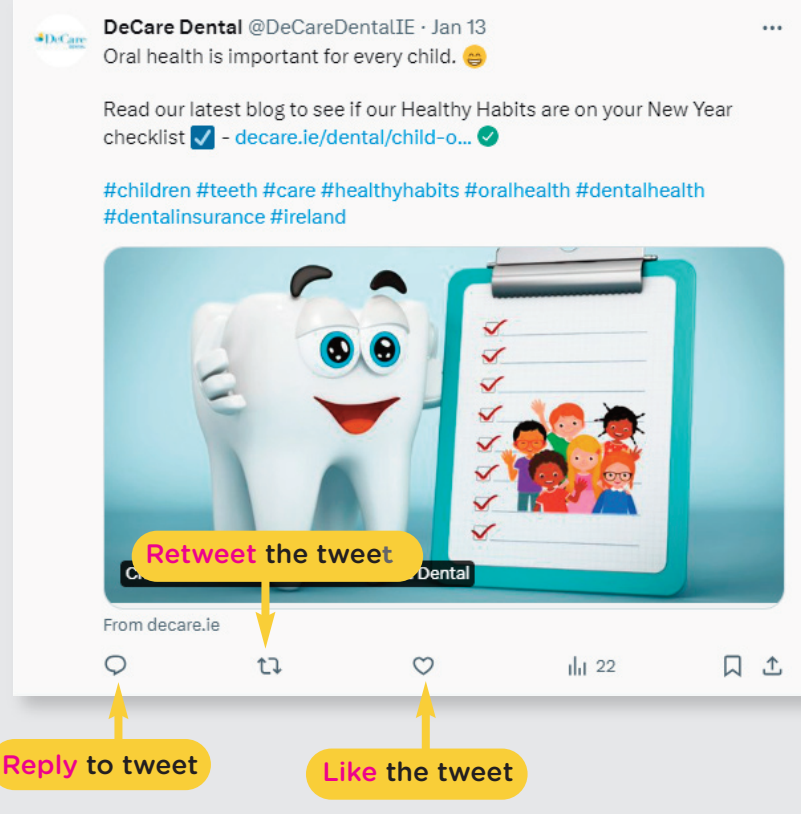 DeCare
DeCare Dental @DeCareDentalIE · Jan 13
Oral health is important for every child. 😁
Read our latest blog to see if our Healthy Habits are on your New Year
checklist ☑️ - decare.ie/dental/child-o... ✅
#children #teeth #care #healthyhabits #oralhealth #dentalhealth
#dentalinsurance #ireland
Retweet the tweet
Dental
From decare.ie
22
Reply to tweet
Like the tweet